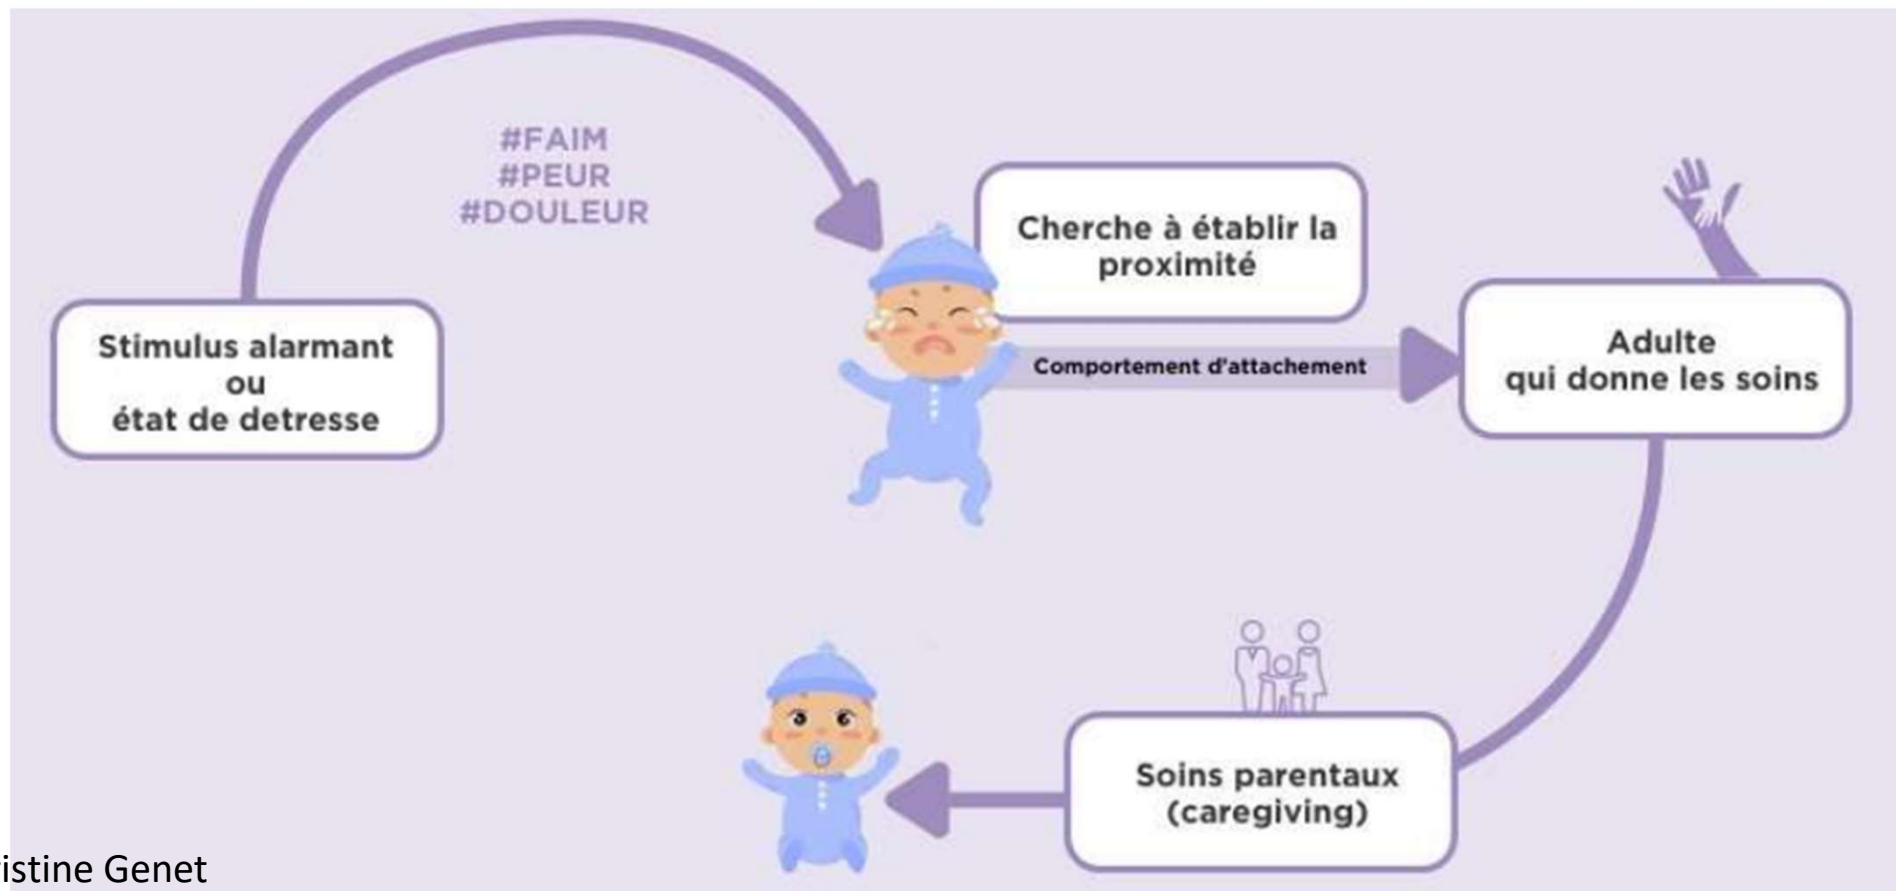 #FAIM
#PEUR
#DOULEUR
Cherche à établir la
proximité
Stimulus alarmant
ou
état de detresse
Comportement d'attachement
Adulte
qui donne les soins
Soins parentaux
(caregiving)
istine Genet